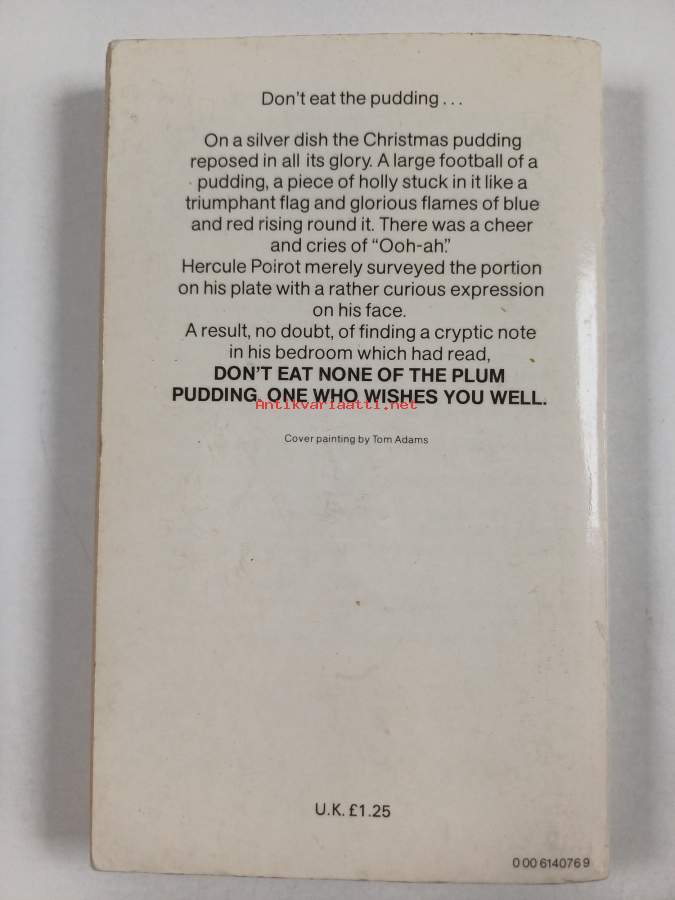 Don't eat the pudding...
On a silver dish the Christmas pudding
reposed in all its glory. A large football of a
pudding, a piece of holly stuck in it like a
triumphant flag and glorious flames of blue
and red rising round it. There was a cheer
and cries of “Ooh-ah.”
Hercule Poirot merely surveyed the portion
on his plate with a rather curious expression
on his face.
A result, no doubt, of finding a cryptic note
in his bedroom which had read,
DON'T EAT NONE OF THE PLUM
PUDDING. ONE WHO WISHES YOU WELL.
Antikvariaatti.net
Cover painting by Tom Adams
U.K. £1.25
0 00 614076 9